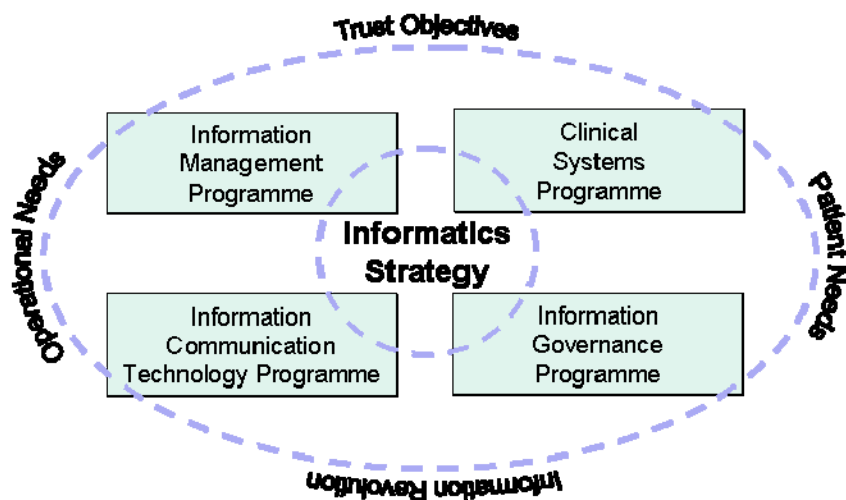 Trust Objectives
Information
Management
Programme
Clinical
Systems
Programme
Operational Needs
Patient Needs
Informatics
Strategy
Information
Communication
Technology Programme
Information
Governance
Programme
Information Revolution